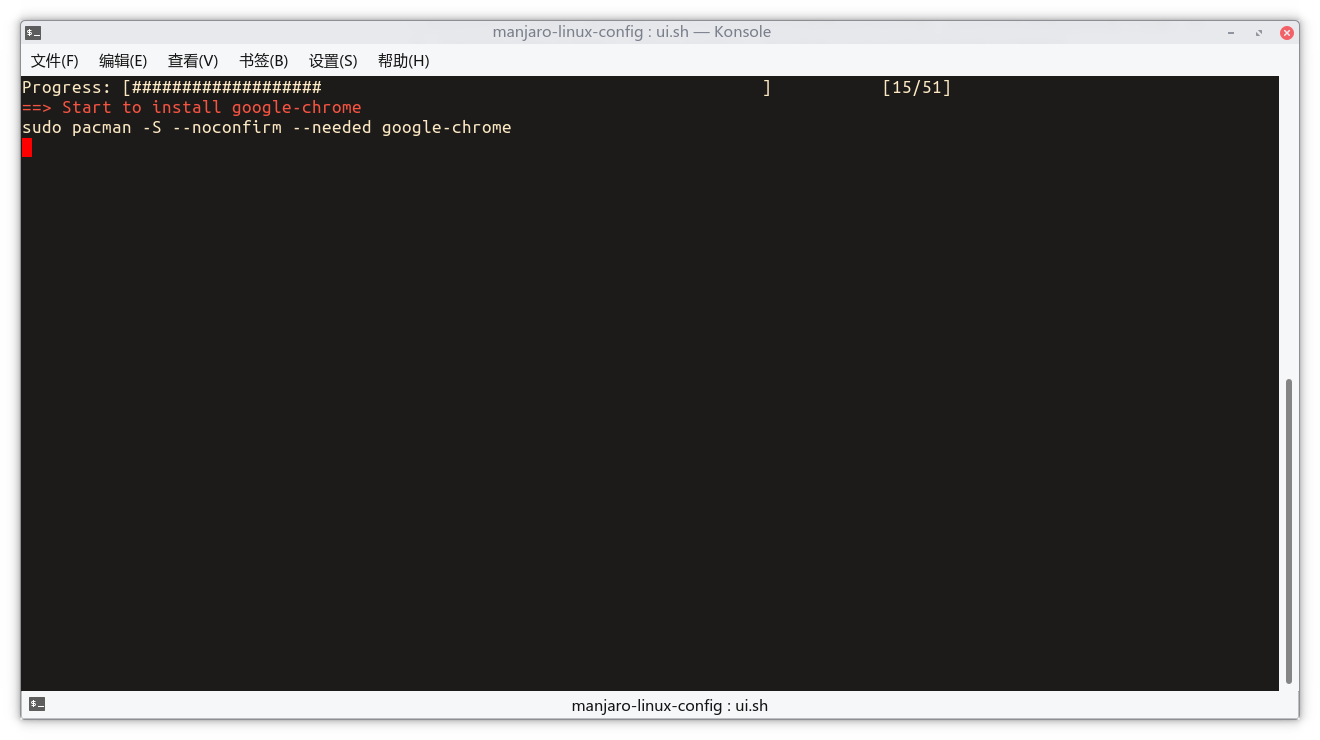 manjaro-linux-config : ui.sh — Konsole
文件(F) 编辑(E) 查看(V) 书签(B) 设置(S) 帮助(H)
Progress: [###################                                            ]           [15/51]
==> Start to install google-chrome
sudo pacman -S --noconfirm --needed google-chrome
manjaro-linux-config : ui.sh